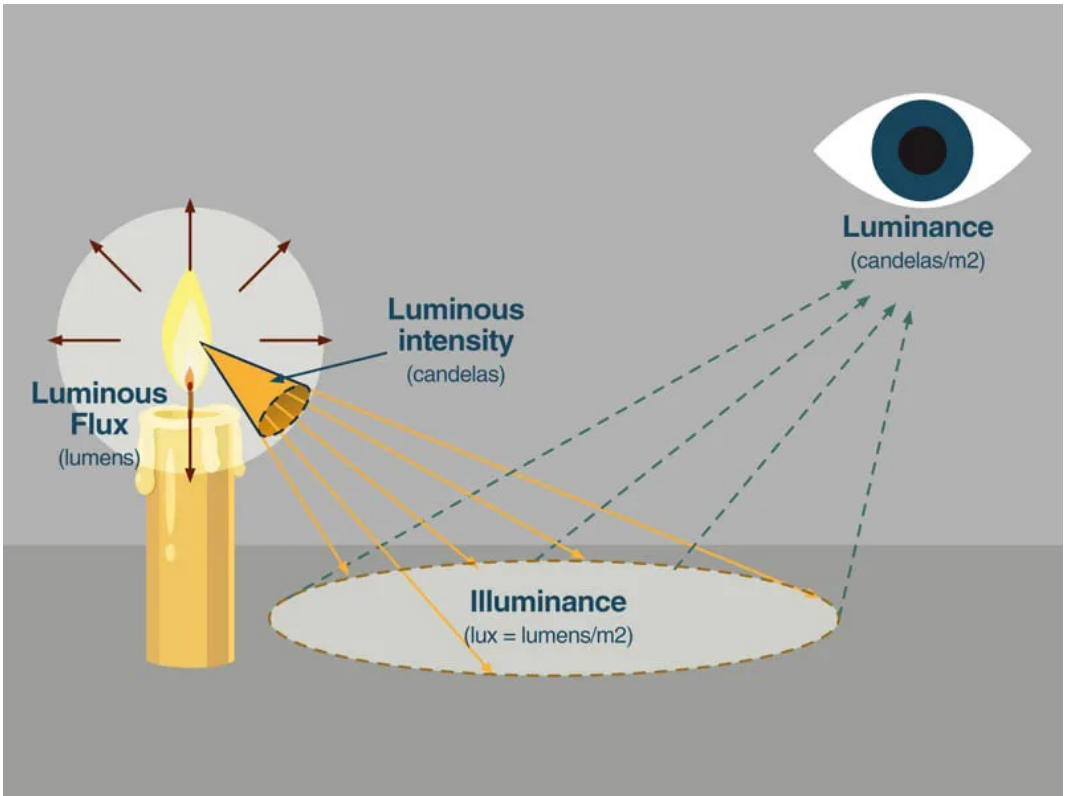 Luminance
(candelas/m2)
Luminous
intensity
(candelas)
Luminous
Flux
(lumens)
Illuminance
(lux = lumens/m2)